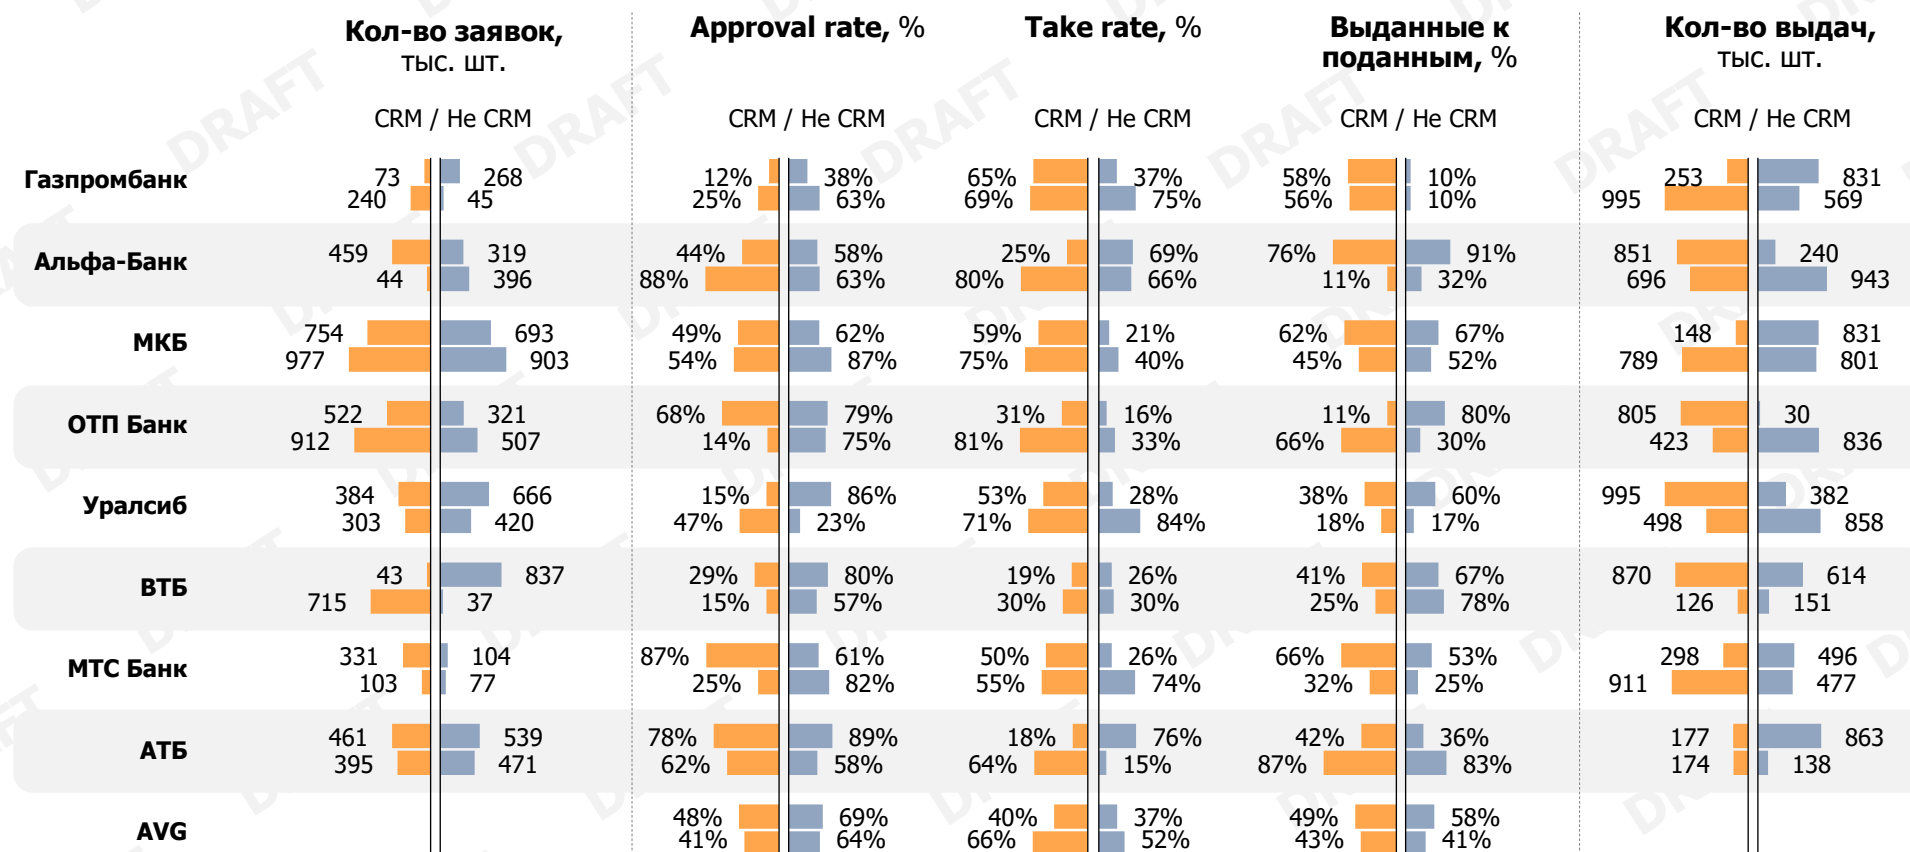 Кол-во заявок,
тыс. шт.
Approval rate, %
Take rate, %
Выданные к
поданным, %
Кол-во выдач,
тыс. шт.
CRM / Не CRM
CRM / Не CRM
CRM / Не CRM
CRM / Не CRM
CRM / Не CRM
Газпромбанк
73 268 12% 38% 65% 37% 58% 10% 253 831
240 45 25% 63% 69% 75% 56% 10% 995 569
Альфа-Банк
459 319 44% 58% 25% 69% 76% 91% 851 240
44 396 88% 63% 80% 66% 11% 32% 696 943
МКБ
754 693 49% 62% 59% 21% 62% 67% 148 831
977 903 54% 87% 75% 40% 45% 52% 789 801
ОТП Банк
522 321 68% 79% 31% 16% 11% 80% 805 30
912 507 14% 75% 81% 33% 66% 30% 423 836
Уралсиб
384 666 15% 86% 53% 28% 38% 60% 995 382
303 420 47% 23% 71% 84% 18% 17% 498 858
ВТБ
43 837 29% 80% 19% 26% 41% 67% 870 614
715 37 15% 57% 30% 30% 25% 78% 126 151
МТС Банк
331 104 87% 61% 50% 26% 66% 53% 298 496
103 77 25% 82% 55% 74% 32% 25% 911 477
АТБ
461 539 78% 89% 18% 76% 42% 36% 177 863
395 471 62% 58% 64% 15% 87% 83% 174 138
AVG
48% 69% 40% 37% 49% 58%
41% 64% 66% 52% 43% 41%
DRAFT
DRAFT
DRAFT
DRAFT
DRAFT